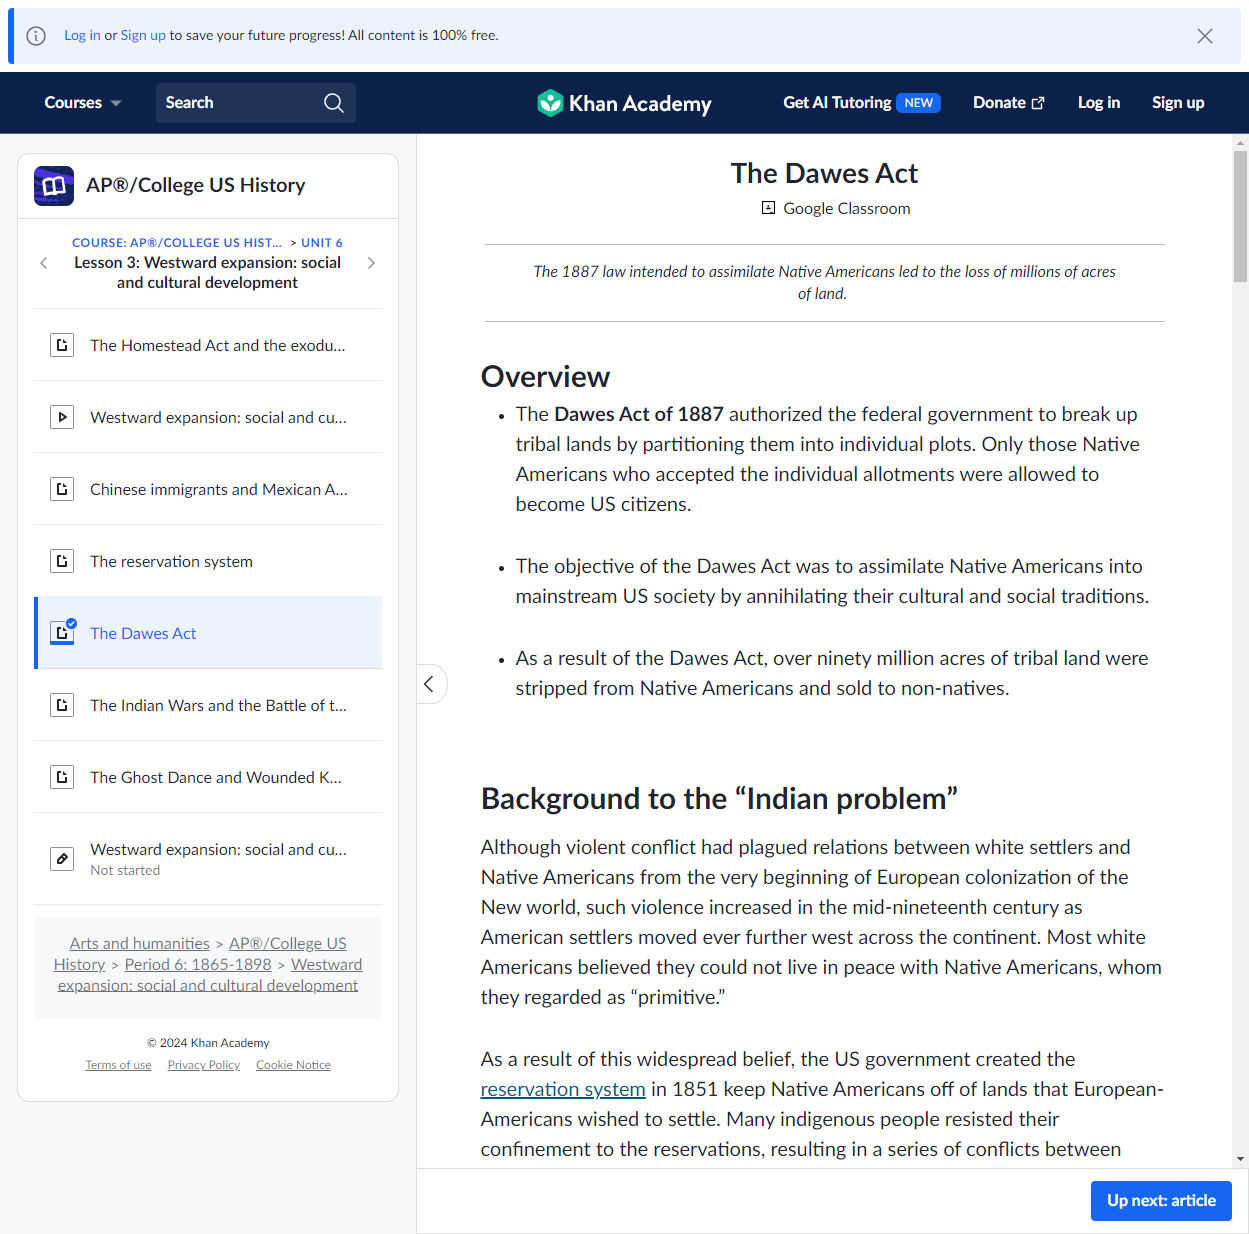 Log in or Sign up to save your future progress! All content is 100% free.
Courses
Search
Khan Academy
Get AI Tutoring NEW
Donate
Log in
Sign up
AP®/College US History
COURSE: AP®/COLLEGE US HIST... > UNIT 6
Lesson 3: Westward expansion: social
and cultural development
The Homestead Act and the exodu...
Westward expansion: social and cu...
Chinese immigrants and Mexican A...
The reservation system
The Dawes Act
The Indian Wars and the Battle of t...
The Ghost Dance and Wounded K...
Westward expansion: social and cu...
Not started
Arts and humanities > AP®/College US
History > Period 6: 1865-1898 > Westward
expansion: social and cultural development
© 2024 Khan Academy
Terms of use Privacy Policy Cookie Notice
The Dawes Act
Google Classroom
The 1887 law intended to assimilate Native Americans led to the loss of millions of acres
of land.
Overview
• The Dawes Act of 1887 authorized the federal government to break up
tribal lands by partitioning them into individual plots. Only those Native
Americans who accepted the individual allotments were allowed to
become US citizens.
• The objective of the Dawes Act was to assimilate Native Americans into
mainstream US society by annihilating their cultural and social traditions.
• As a result of the Dawes Act, over ninety million acres of tribal land were
stripped from Native Americans and sold to non-natives.
Background to the “Indian problem”
Although violent conflict had plagued relations between white settlers and
Native Americans from the very beginning of European colonization of the
New world, such violence increased in the mid-nineteenth century as
American settlers moved ever further west across the continent. Most white
Americans believed they could not live in peace with Native Americans, whom
they regarded as “primitive.”
As a result of this widespread belief, the US government created the
reservation system in 1851 keep Native Americans off of lands that European-
Americans wished to settle. Many indigenous people resisted their
confinement to the reservations, resulting in a series of conflicts between
Up next: article